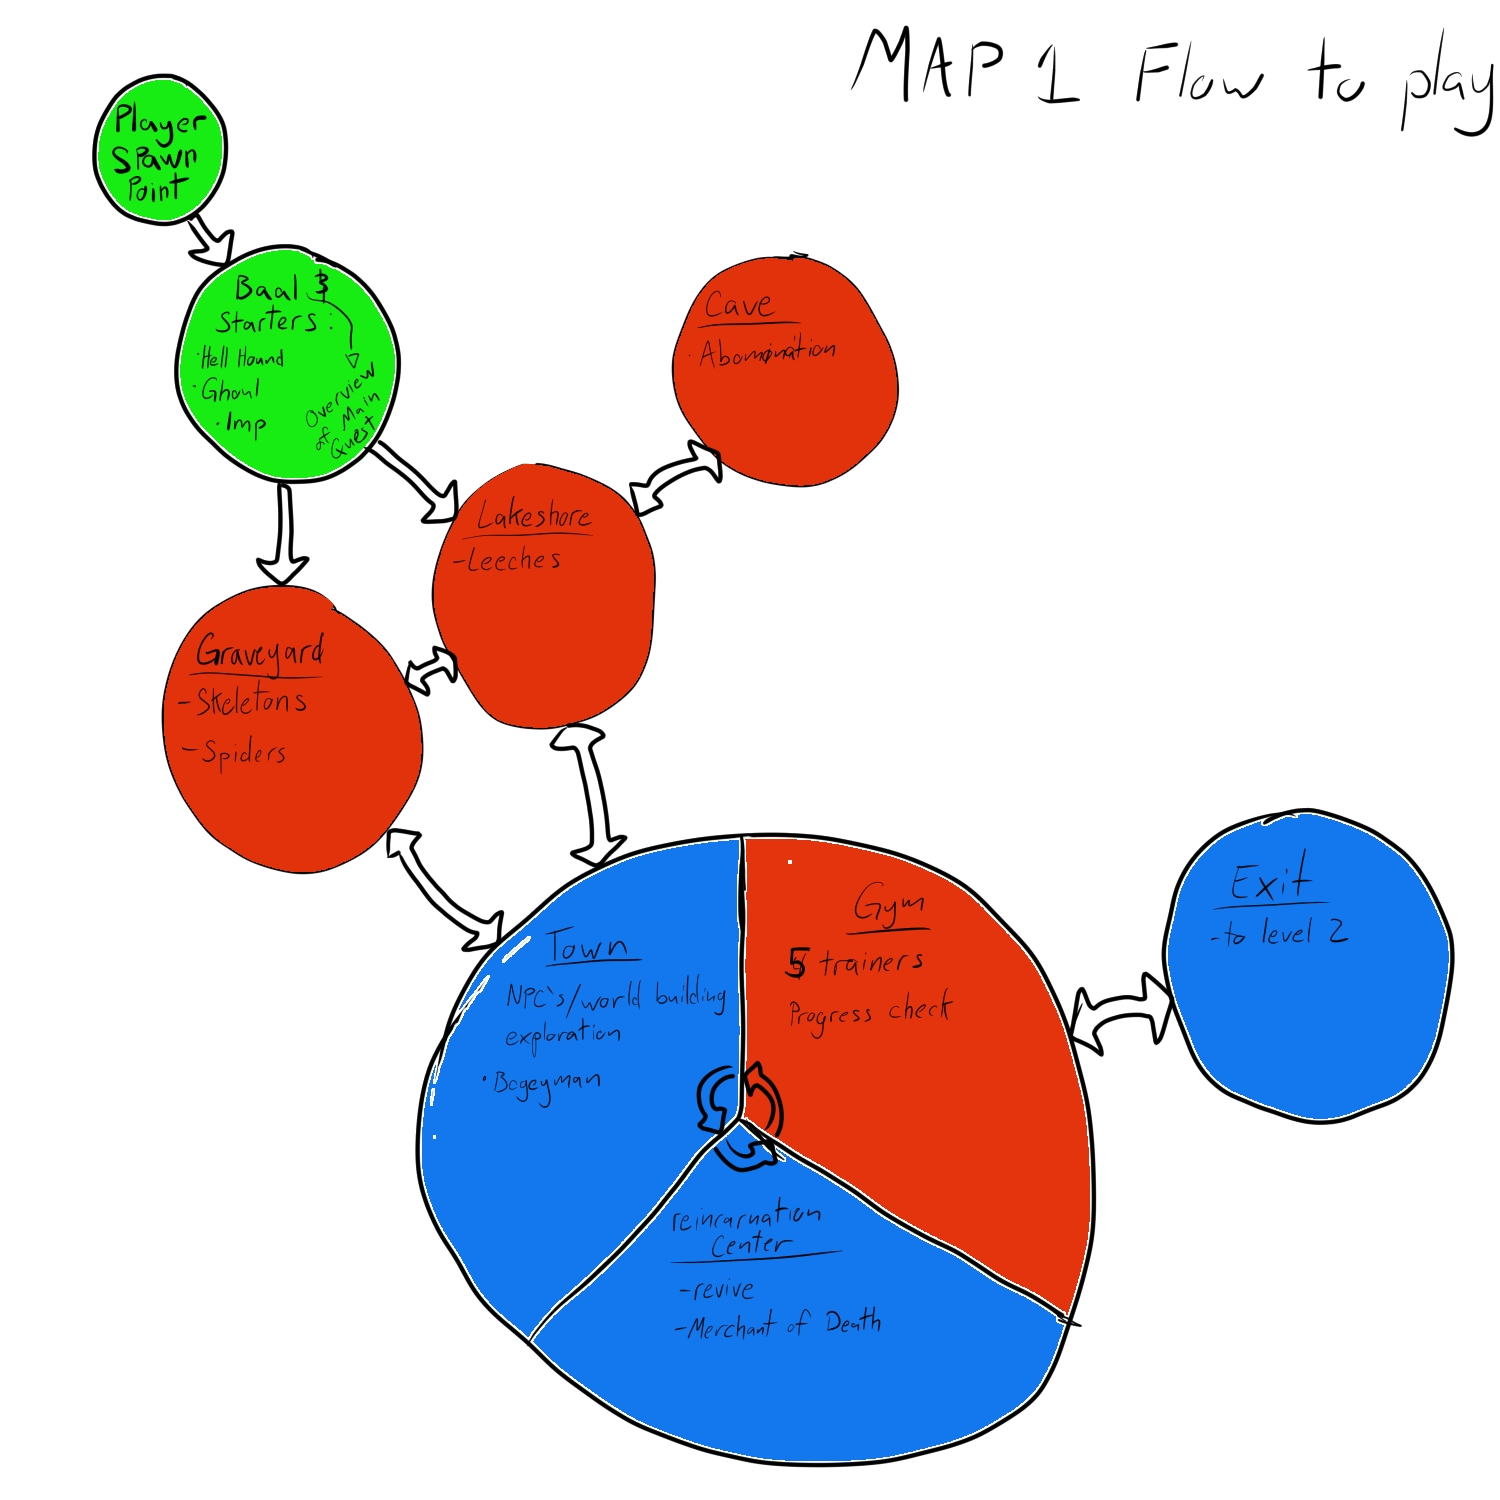 MAP 1 Flow to play
Player
Spawn
Point
Baal &
Starters:
· Hell Hound
· Ghoul
· Imp
Overview
of Main
Quest
Cave
· Abomination
Lakeshore
- Leeches
Graveyard
- Skeletons
- Spiders
Town
NPC's/world building
exploration
· Bogeyman
Gym
5 trainers
Progress check
Exit
- to level 2
reincarnation
Center
- revive
- Merchant of Death